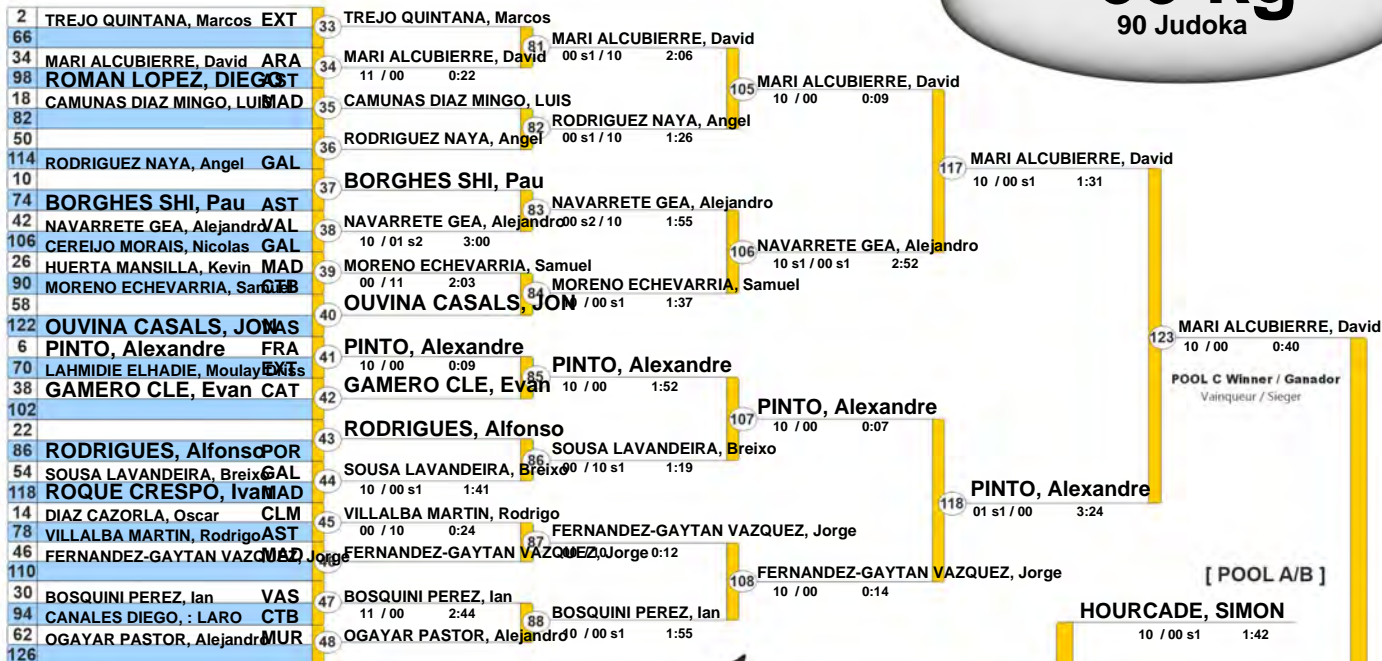 90 Judoka
2 TREJO QUINTANA, Marcos EXT
66
34 MARI ALCUBIERRE, David ARA
98 ROMAN LOPEZ, DIEGO AST
18 CAMUNAS DIAZ MINGO, LUIS MAD
82
50
114 RODRIGUEZ NAYA, Angel GAL
10
74 BORGHES SHI, Pau AST
42 NAVARRETE GEA, Alejandro VAL
106 CEREIJO MORAIS, Nicolas GAL
26 HUERTA MANSILLA, Kevin MAD
90 MORENO ECHEVARRIA, Samuel CTB
58
122 OUVINA CASALS, JON VAS
6 PINTO, Alexandre FRA
70 LAHMIDIE ELHADIE, Moulay Driss EXT
38 GAMERO CLE, Evan CAT
102
22
86 RODRIGUES, Alfonso POR
54 SOUSA LAVANDEIRA, Breixo GAL
118 ROQUE CRESPO, Ivan MAD
14 DIAZ CAZORLA, Oscar CLM
78 VILLALBA MARTIN, Rodrigo AST
46 FERNANDEZ-GAYTAN VAZQUEZ, Jorge MAD
110
30 BOSQUINI PEREZ, Ian VAS
94 CANALES DIEGO, : LARO CTB
62 OGAYAR PASTOR, Alejandro MUR
126
33 TREJO QUINTANA, Marcos
34 MARI ALCUBIERRE, David
11 / 00 0:22
35 CAMUNAS DIAZ MINGO, LUIS
36 RODRIGUEZ NAYA, Angel
37 BORGHES SHI, Pau
38 NAVARRETE GEA, Alejandro
10 / 01 s2 3:00
39 MORENO ECHEVARRIA, Samuel
00 / 11 2:03
40 OUVINA CASALS, JON
41 PINTO, Alexandre
10 / 00 0:09
42 GAMERO CLE, Evan
43 RODRIGUES, Alfonso
44 SOUSA LAVANDEIRA, Breixo
10 / 00 s1 1:41
45 VILLALBA MARTIN, Rodrigo
00 / 10 0:24
46 FERNANDEZ-GAYTAN VAZQUEZ, Jorge
47 BOSQUINI PEREZ, Ian
11 / 00 2:44
48 OGAYAR PASTOR, Alejandro
81 MARI ALCUBIERRE, David
00 s1 / 10 2:06
82 RODRIGUEZ NAYA, Angel
00 s1 / 10 1:26
83 NAVARRETE GEA, Alejandro
00 s2 / 10 1:55
84 MORENO ECHEVARRIA, Samuel
/ 00 s1 1:37
85 PINTO, Alexandre
10 / 00 1:52
86 SOUSA LAVANDEIRA, Breixo
00 / 10 s1 1:19
87 FERNANDEZ-GAYTAN VAZQUEZ, Jorge
0:12
88 BOSQUINI PEREZ, Ian
10 / 00 s1 1:55
105 MARI ALCUBIERRE, David
10 / 00 0:09
106 NAVARRETE GEA, Alejandro
10 s1 / 00 s1 2:52
107 PINTO, Alexandre
10 / 00 0:07
108 FERNANDEZ-GAYTAN VAZQUEZ, Jorge
10 / 00 0:14
117 MARI ALCUBIERRE, David
10 / 00 s1 1:31
118 PINTO, Alexandre
01 s1 / 00 3:24
123 MARI ALCUBIERRE, David
10 / 00 0:40
POOL C Winner / Ganador
Vainqueur / Sieger
[ POOL A/B ]
HOURCADE, SIMON
10 / 00 s1 1:42